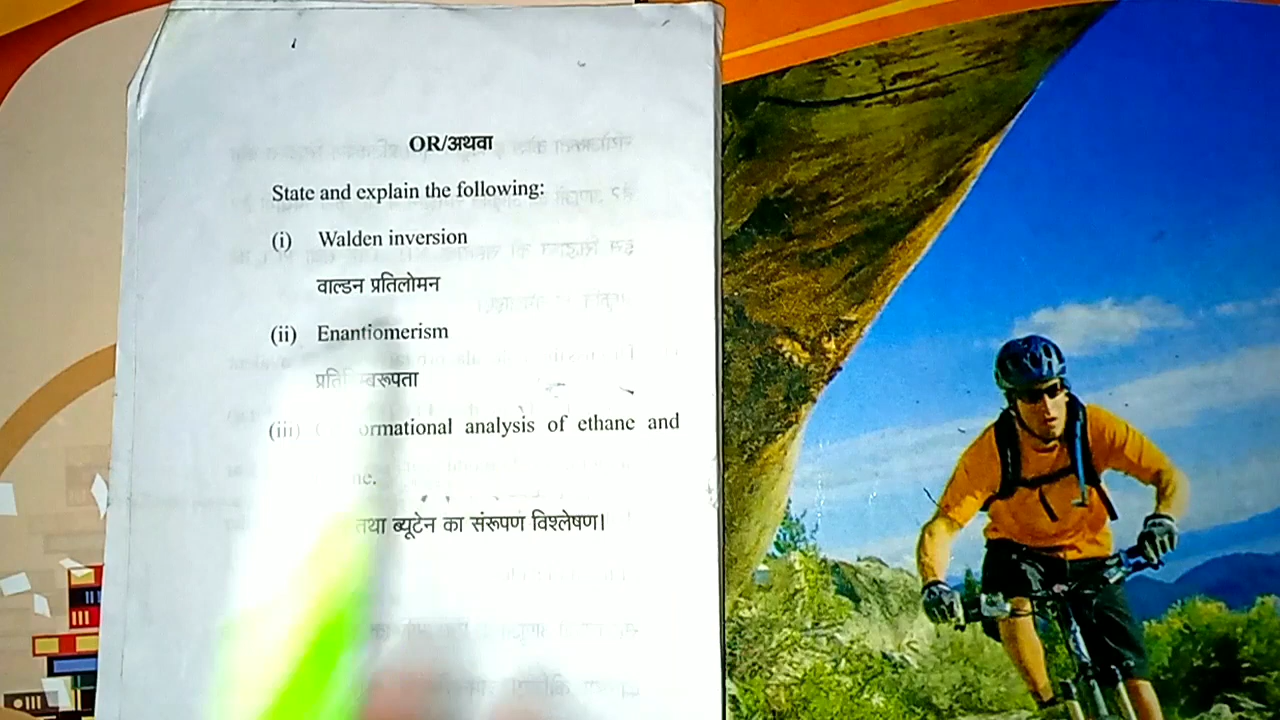 OR/अथवा
State and explain the following:
(i) Walden inversion
वाल्डन प्रतिलोमन
(ii) Enantiomerism
(iii) analysis of ethane and
तथा ब्यूटेन का संरूपण विश्लेषण।